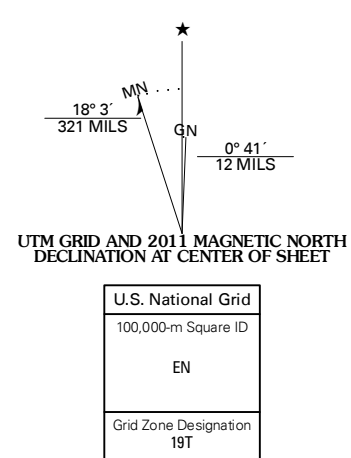 ★
MN
18° 3´
321 MILS
GN
0° 41´
12 MILS
UTM GRID AND 2011 MAGNETIC NORTH
DECLINATION AT CENTER OF SHEET
U.S. National Grid
100,000-m Square ID
EN
Grid Zone Designation
19T